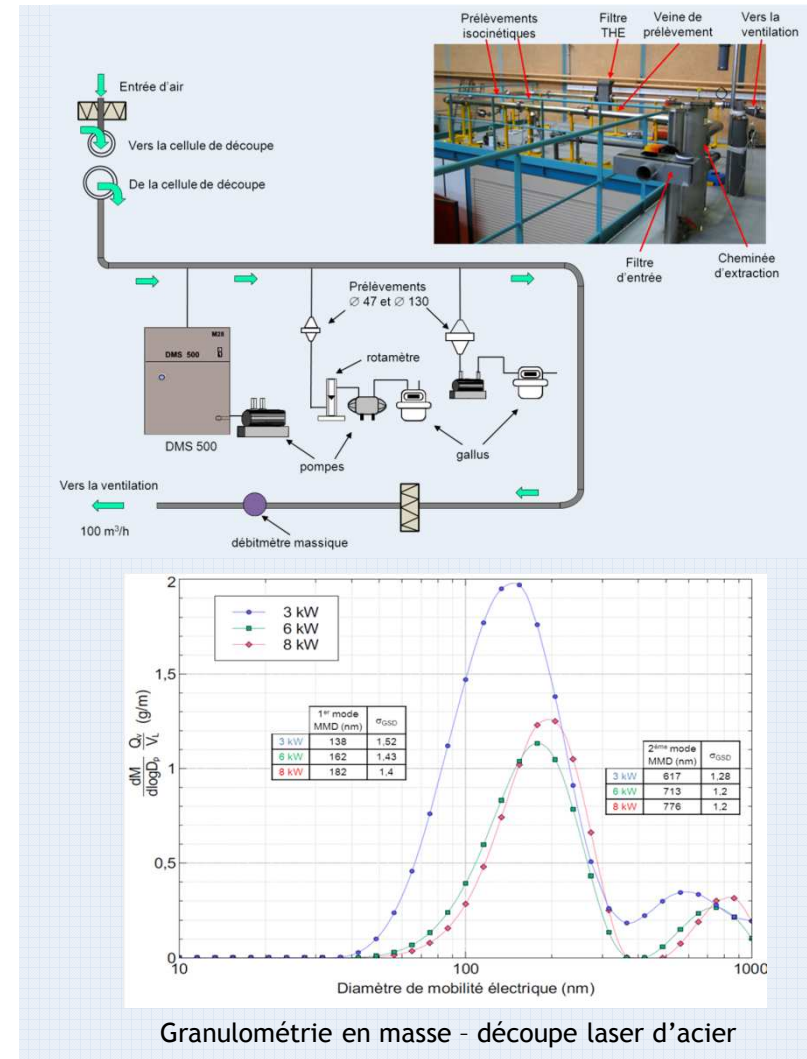 Prélèvements
isocinétiques
Filtre
THE
Veine de
prélèvement
Vers la
ventilation
Entrée d'air
Vers la cellule de découpe
De la cellule de découpe
Filtre
d'entrée
Cheminée
d'extraction
Prélèvements
∅ 47 et ∅ 130
rotamètre
DMS 500
DMS 500
pompes
gallus
Vers la ventilation
100 m³/h
débitmètre massique
2
1,5
1
0,5
0
3 kW
6 kW
8 kW
1er mode
MMD (nm) σGSD
3 kW 138 1,52
6 kW 162 1,43
8 kW 182 1,4
2ème mode
MMD (nm) σGSD
3 kW 617 1,28
6 kW 713 1,2
8 kW 776 1,2
dM/dlogDp Qv/VL (g/m)
10 100 1000
Diamètre de mobilité électrique (nm)
Granulométrie en masse – découpe laser d'acier